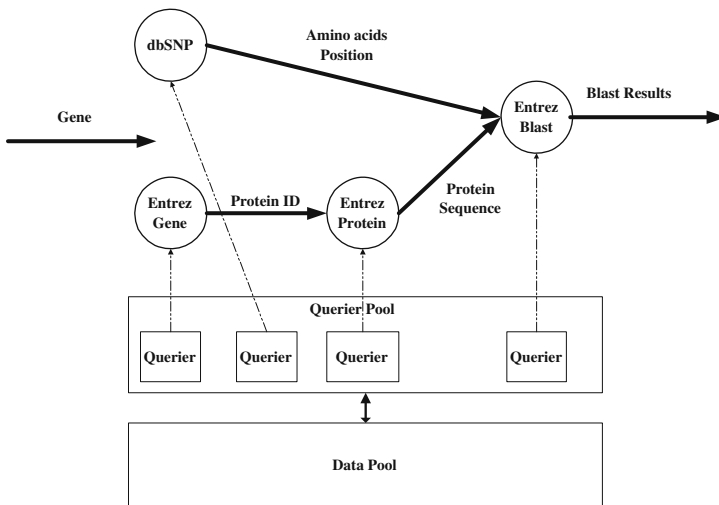 dbSNP
Amino acids
Position
Gene
Entrez
Blast
Blast Results
Entrez
Gene
Protein ID
Entrez
Protein
Protein
Sequence
Querier Pool
Querier
Querier
Querier
Querier
Data Pool